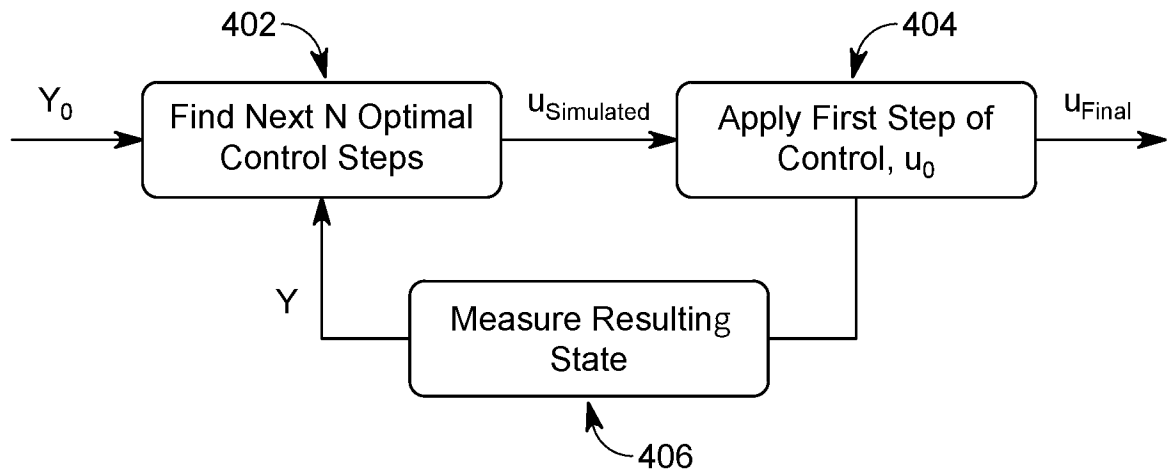 402
404
Y₀
Find Next N Optimal
Control Steps
uSimulated
Apply First Step of
Control, u₀
uFinal
Y
Measure Resulting
State
406